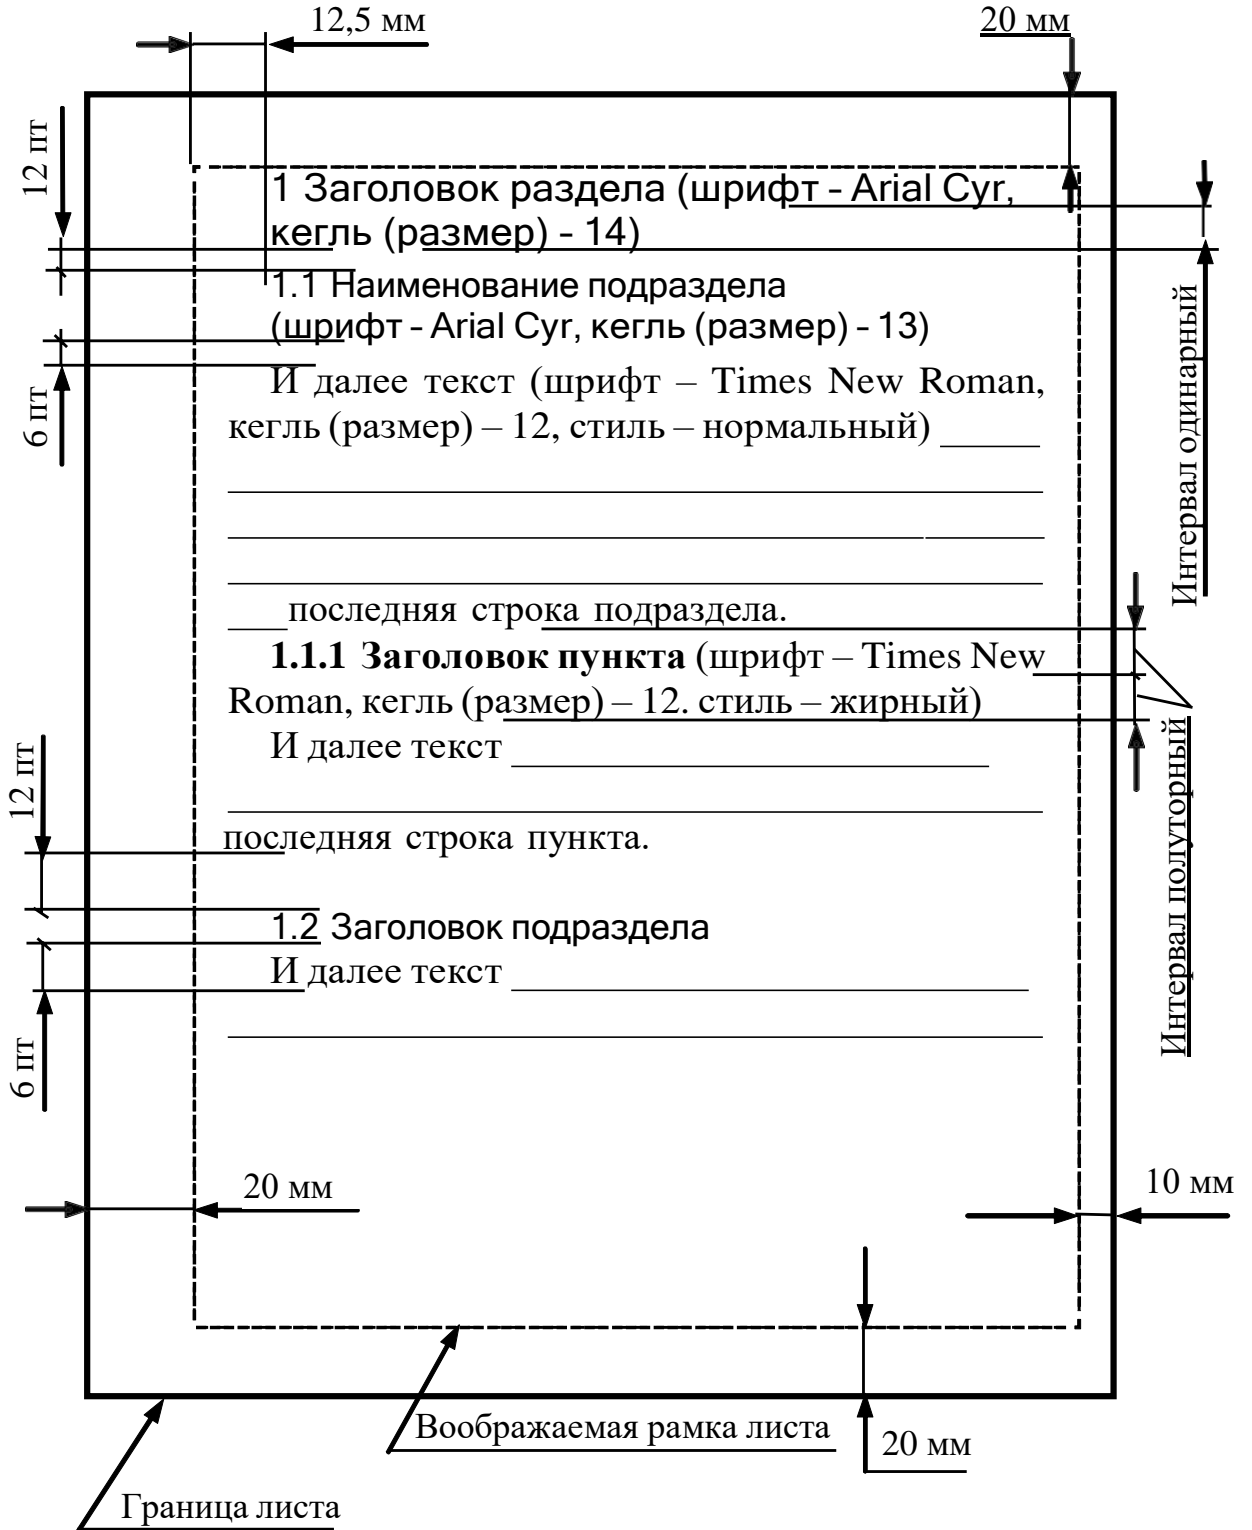 12,5 мм
20 мм
12 пт
1 Заголовок раздела (шрифт – Arial Cyr,
кегль (размер) – 14)
1.1 Наименование подраздела
(шрифт – Arial Cyr, кегль (размер) – 13)
6 пт
И далее текст (шрифт – Times New Roman,
кегль (размер) – 12, стиль – нормальный)
Интервал одинарный
последняя строка подраздела.
1.1.1 Заголовок пункта (шрифт – Times New
Roman, кегль (размер) – 12. стиль – жирный)
И далее текст
12 пт
последняя строка пункта.
Интервал полуторный
1.2 Заголовок подраздела
И далее текст
6 пт
20 мм
10 мм
Воображаемая рамка листа
20 мм
Граница листа